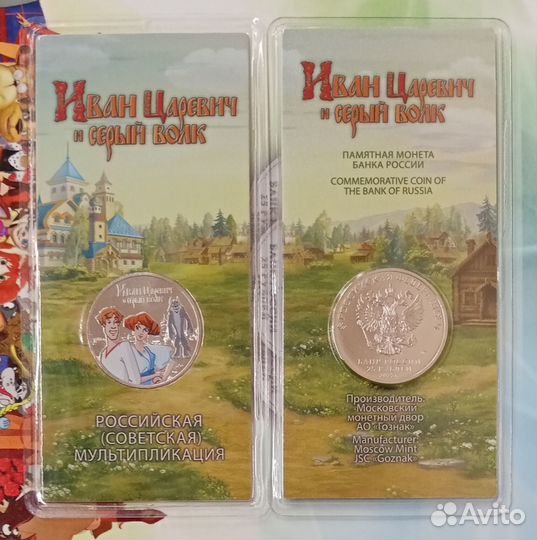 Иван Царевич
и серый волк
Иван Царевич
и серый волк
РОССИЙСКАЯ
(СОВЕТСКАЯ)
МУЛЬТИПЛИКАЦИЯ
Иван Царевич
и серый волк
ПАМЯТНАЯ МОНЕТА
БАНКА РОССИИ
COMMEMORATIVE COIN OF
THE BANK OF RUSSIA
РОССИЙСКАЯ ФЕДЕРАЦИЯ
БАНК РОССИИ
25 РУБЛЕЙ
Производитель:
«Московский
монетный двор
АО «Гознак»
Manufacturer:
Moscow Mint
JSC «Goznak»
Avito